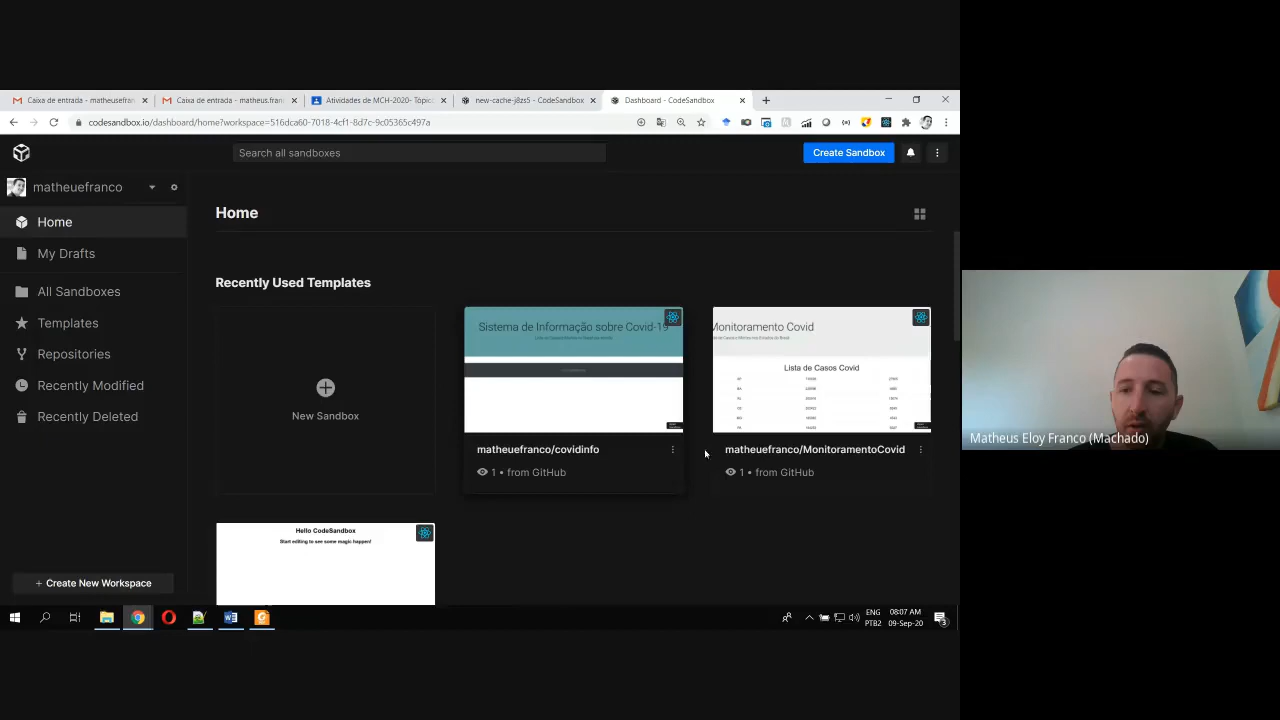 Caixa de entrada - matheusefran
Caixa de entrada - matheus.fran
Atividades de MCH-2020- Tópic
new-cache-j8zs5 - CodeSandbox
Dashboard - CodeSandbox
codesandbox.io/dashboard/home?workspace=516dca60-7018-4cf1-8d7c-9c05365c497a
Search all sandboxes
Create Sandbox
matheuefranco
Home
My Drafts
All Sandboxes
Templates
Repositories
Recently Modified
Recently Deleted
+ Create New Workspace
Home
Recently Used Templates
New Sandbox
Sistema de Informação sobre Covid-19
matheuefranco/covidinfo
1 • from GitHub
Monitoramento Covid
Lista de Casos Covid
matheuefranco/MonitoramentoCovid
1 • from GitHub
Hello CodeSandbox
Start editing to see some magic happen!
Matheus Eloy Franco (Machado)
ENG
PTB2
08:07 AM
09-Sep-20
3